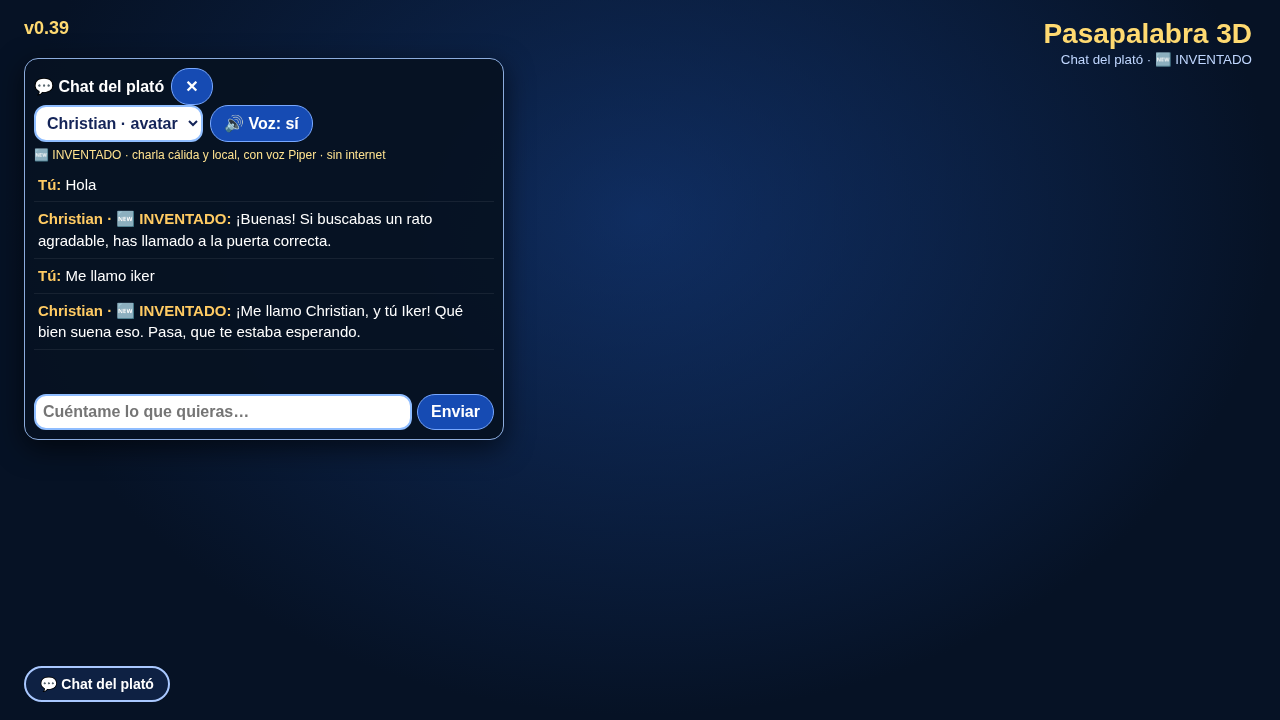 v0.39
Pasapalabra 3D
Chat del plató · 🆕 INVENTADO
💬 Chat del plató ✕
Christian · avatar
🔊 Voz: sí
🆕 INVENTADO · charla cálida y local, con voz Piper · sin internet
Tú: Hola
Christian · 🆕 INVENTADO: ¡Buenas! Si buscabas un rato
agradable, has llamado a la puerta correcta.
Tú: Me llamo iker
Christian · 🆕 INVENTADO: ¡Me llamo Christian, y tú Iker! Qué
bien suena eso. Pasa, que te estaba esperando.
Cuéntame lo que quieras…
Enviar
💬 Chat del plató